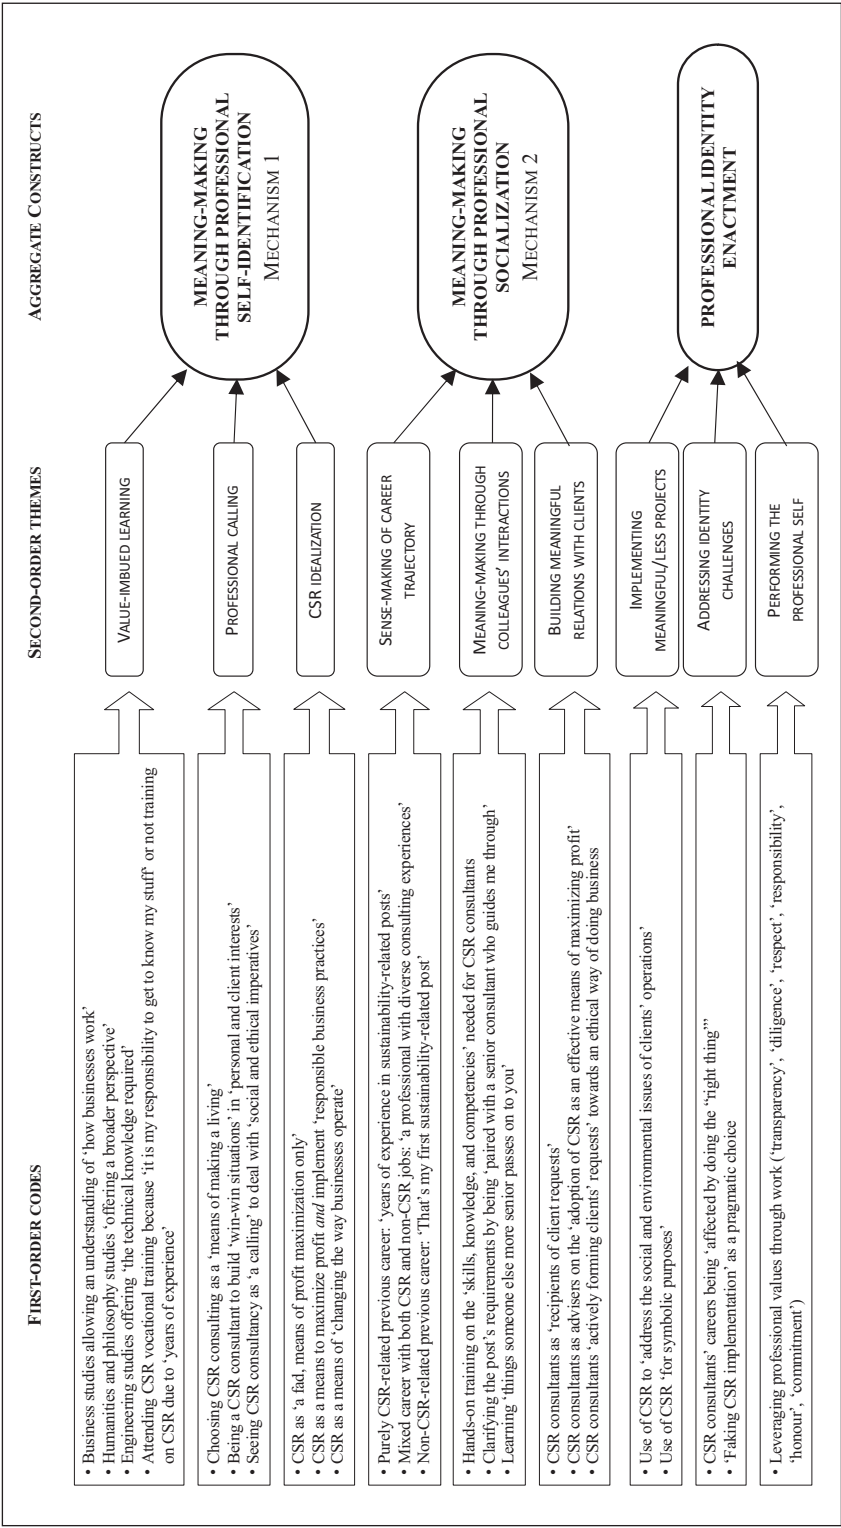 FIRST-ORDER CODES
SECOND-ORDER THEMES
AGGREGATE CONSTRUCTS
• Business studies allowing an understanding of ‘how businesses work’
• Humanities and philosophy studies ‘offering a broader perspective’
• Engineering studies offering ‘the technical knowledge required’
• Attending CSR vocational training because ‘it is my responsibility to get to know my stuff’ or not training
on CSR due to ‘years of experience’
VALUE-IMBUED LEARNING
• Choosing CSR consulting as a ‘means of making a living’
• Being a CSR consultant to build ‘win-win situations’ in ‘personal and client interests’
• Seeing CSR consultancy as ‘a calling’ to deal with ‘social and ethical imperatives’
PROFESSIONAL CALLING
• CSR as ‘a fad, means of profit maximization only’
• CSR as a means to maximize profit and implement ‘responsible business practices’
• CSR as a means of ‘changing the way businesses operate’
CSR IDEALIZATION
MEANING-MAKING
THROUGH PROFESSIONAL
SELF-IDENTIFICATION
MECHANISM 1
• Purely CSR-related previous career: ‘years of experience in sustainability-related posts’
• Mixed career with both CSR and non-CSR jobs: ‘a professional with diverse consulting experiences’
• Non-CSR-related previous career: ‘That’s my first sustainability-related post’
SENSE-MAKING OF CAREER
TRAJECTORY
• Hands-on training on the ‘skills, knowledge, and competencies’ needed for CSR consultants
• Clarifying the post’s requirements by being ‘paired with a senior consultant who guides me through’
• Learning ‘things someone else more senior passes on to you’
MEANING-MAKING THROUGH
COLLEAGUES’ INTERACTIONS
• CSR consultants as ‘recipients of client requests’
• CSR consultants as advisers on the ‘adoption of CSR as an effective means of maximizing profit’
• CSR consultants ‘actively forming clients’ requests’ towards an ethical way of doing business
BUILDING MEANINGFUL
RELATIONS WITH CLIENTS
MEANING-MAKING
THROUGH PROFESSIONAL
SOCIALIZATION
MECHANISM 2
• Use of CSR to ‘address the social and environmental issues of clients’ operations’
• Use of CSR ‘for symbolic purposes’
IMPLEMENTING
MEANINGFUL/LESS PROJECTS
• CSR consultants’ careers being ‘affected by doing the “right thing”’
• ‘Faking CSR implementation’ as a pragmatic choice
ADDRESSING IDENTITY
CHALLENGES
• Leveraging professional values through work (‘transparency’, ‘diligence’, ‘respect’, ‘responsibility’,
‘honour’, ‘commitment’)
PERFORMING THE
PROFESSIONAL SELF
PROFESSIONAL IDENTITY
ENACTMENT